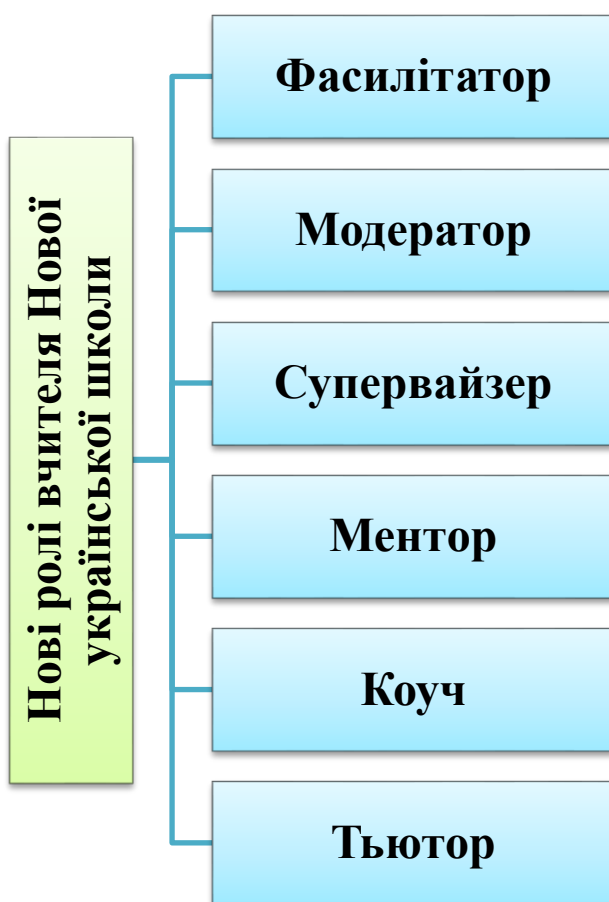 Нові ролі вчителя Нової
української школи
Фасилітатор
Модератор
Супервайзер
Ментор
Коуч
Тьютор